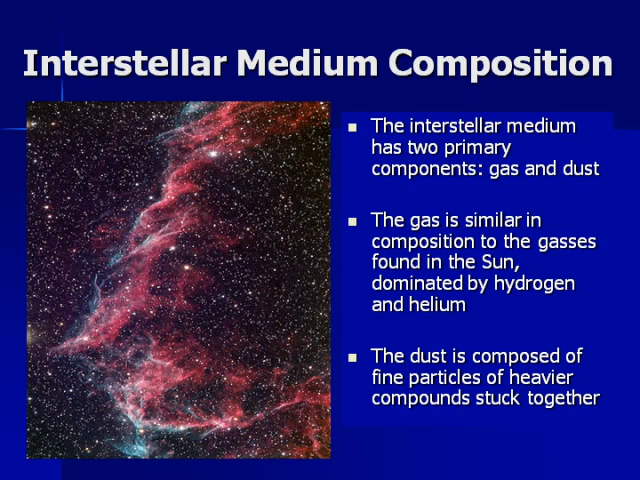 Interstellar Medium Composition
The interstellar medium
has two primary
components: gas and dust
The gas is similar in
composition to the gasses
found in the Sun,
dominated by hydrogen
and helium
The dust is composed of
fine particles of heavier
compounds stuck together